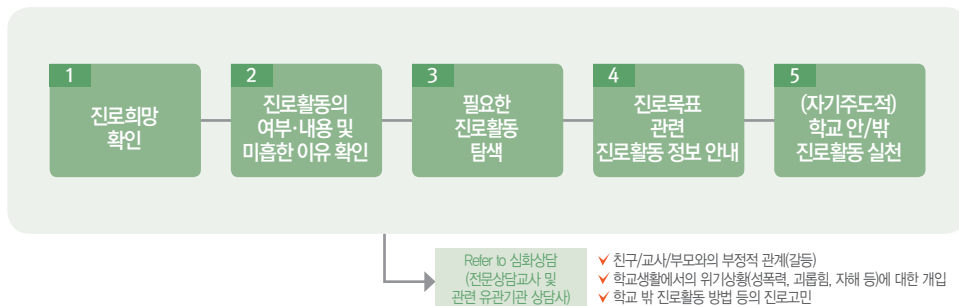 1
진로희망
확인
2
진로활동의
여부·내용 및
미흡한 이유 확인
3
필요한
진로활동
탐색
4
진로목표
관련
진로활동 정보 안내
5
(자기주도적)
학교 안/밖
진로활동 실천
Refer to 심화상담
(전문상담교사 및
관련 유관기관 상담사)
친구/교사/부모와의 부정적 관계(갈등)
학교생활에서의 위기상황(성폭력, 괴롭힘, 자해 등)에 대한 개입
학교 밖 진로활동 방법 등의 진로고민